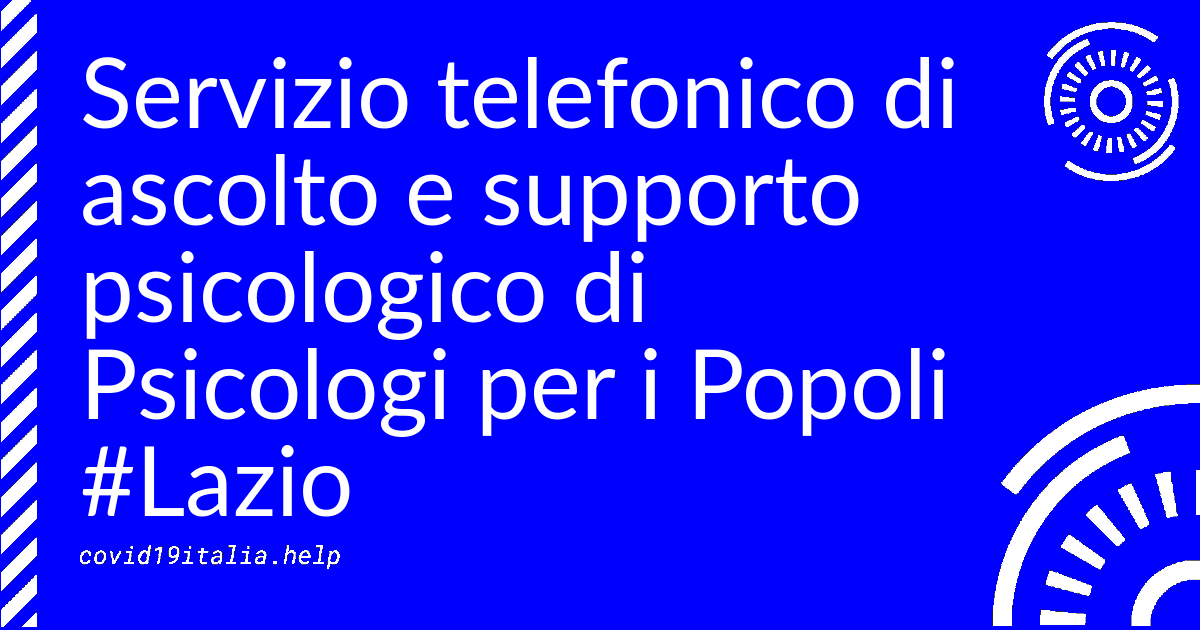 Servizio telefonico di
ascolto e supporto
psicologico di
Psicologi per i Popoli
#Lazio
covid19italia.help